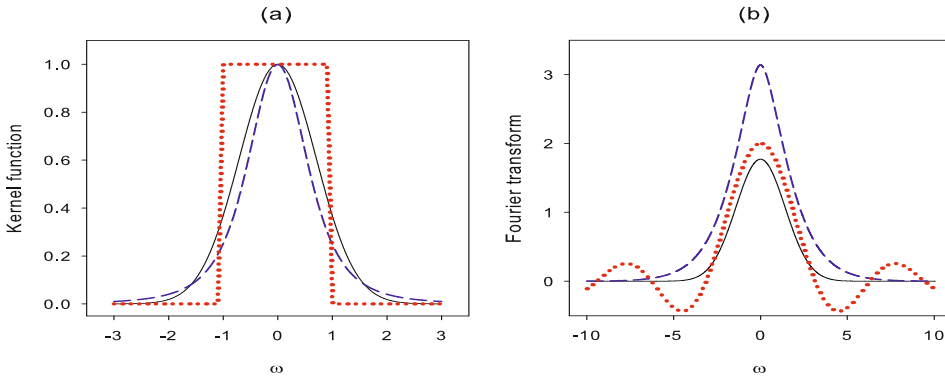 (a)
Kernel function
1.0
0.8
0.6
0.4
0.2
0.0
-3 -2 -1 0 1 2 3
ω
(b)
Fourier transform
3
2
1
0
-10 -5 0 5 10
ω